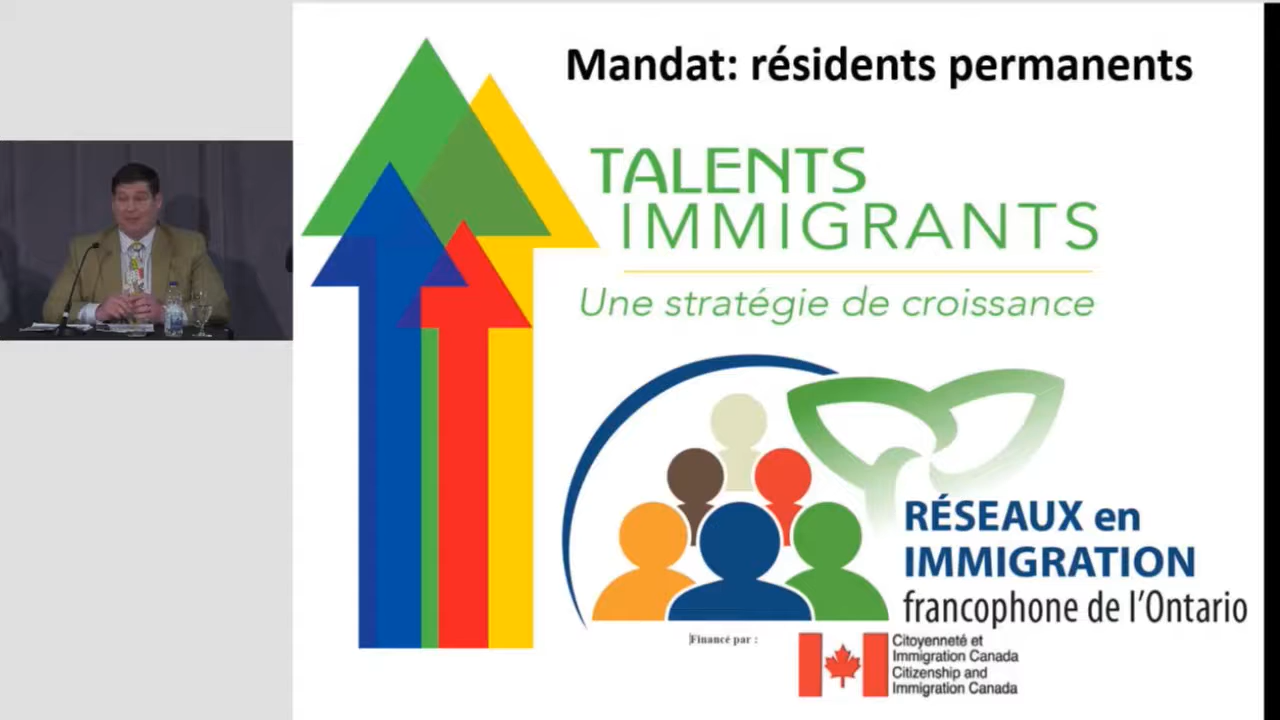 Mandat: résidents permanents
TALENTS
IMMIGRANTS
Une stratégie de croissance
RÉSEAUX en
IMMIGRATION
francophone de l'Ontario
Financé par :
Citoyenneté et
Immigration Canada
Citizenship and
Immigration Canada